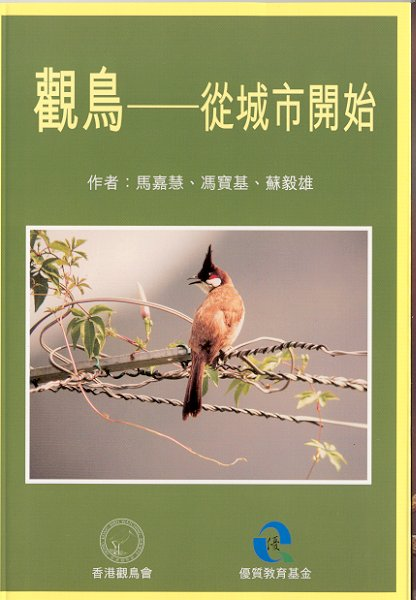 觀鳥——從城市開始
作者：馬嘉慧、馮寶基、蘇毅雄
優
香港觀鳥會
優質教育基金